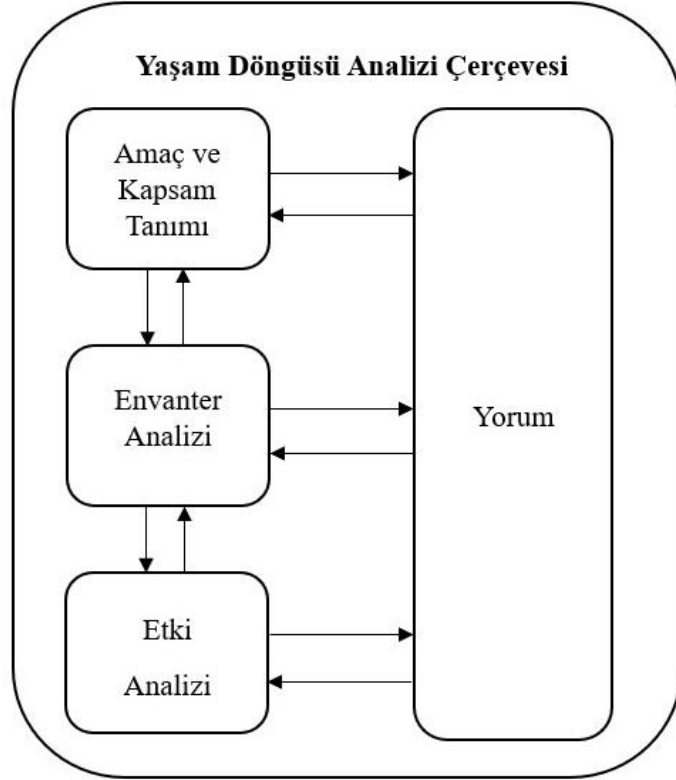 Yaşam Döngüsü Analizi Çerçevesi
Amaç ve
Kapsam
Tanımı
Envanter
Analizi
Yorum
Etki
Analizi